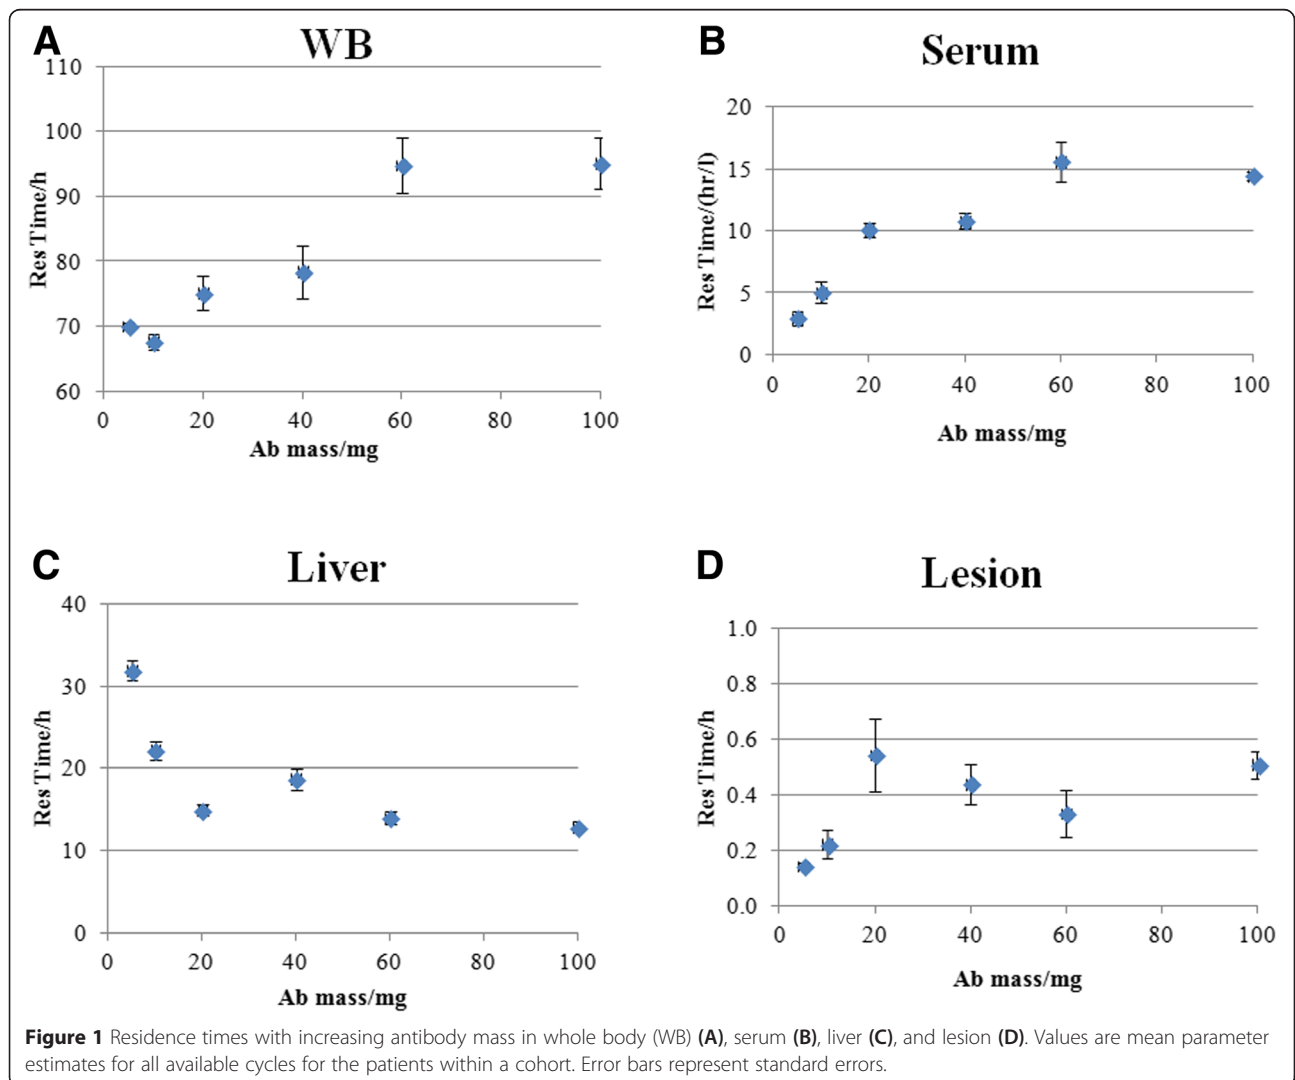 A
WB
110
100
90
80
70
60
Res Time/h
0 20 40 60 80 100
Ab mass/mg
B
Serum
20
15
10
5
0
Res Time/(hr/l)
0 20 40 60 80 100
Ab mass/mg
C
Liver
40
30
20
10
0
Res Time/h
0 20 40 60 80 100
Ab mass/mg
D
Lesion
1.0
0.8
0.6
0.4
0.2
0.0
Res Time/h
0 20 40 60 80 100
Ab mass/mg
Figure 1 Residence times with increasing antibody mass in whole body (WB) (A), serum (B), liver (C), and lesion (D). Values are mean parameter
estimates for all available cycles for the patients within a cohort. Error bars represent standard errors.